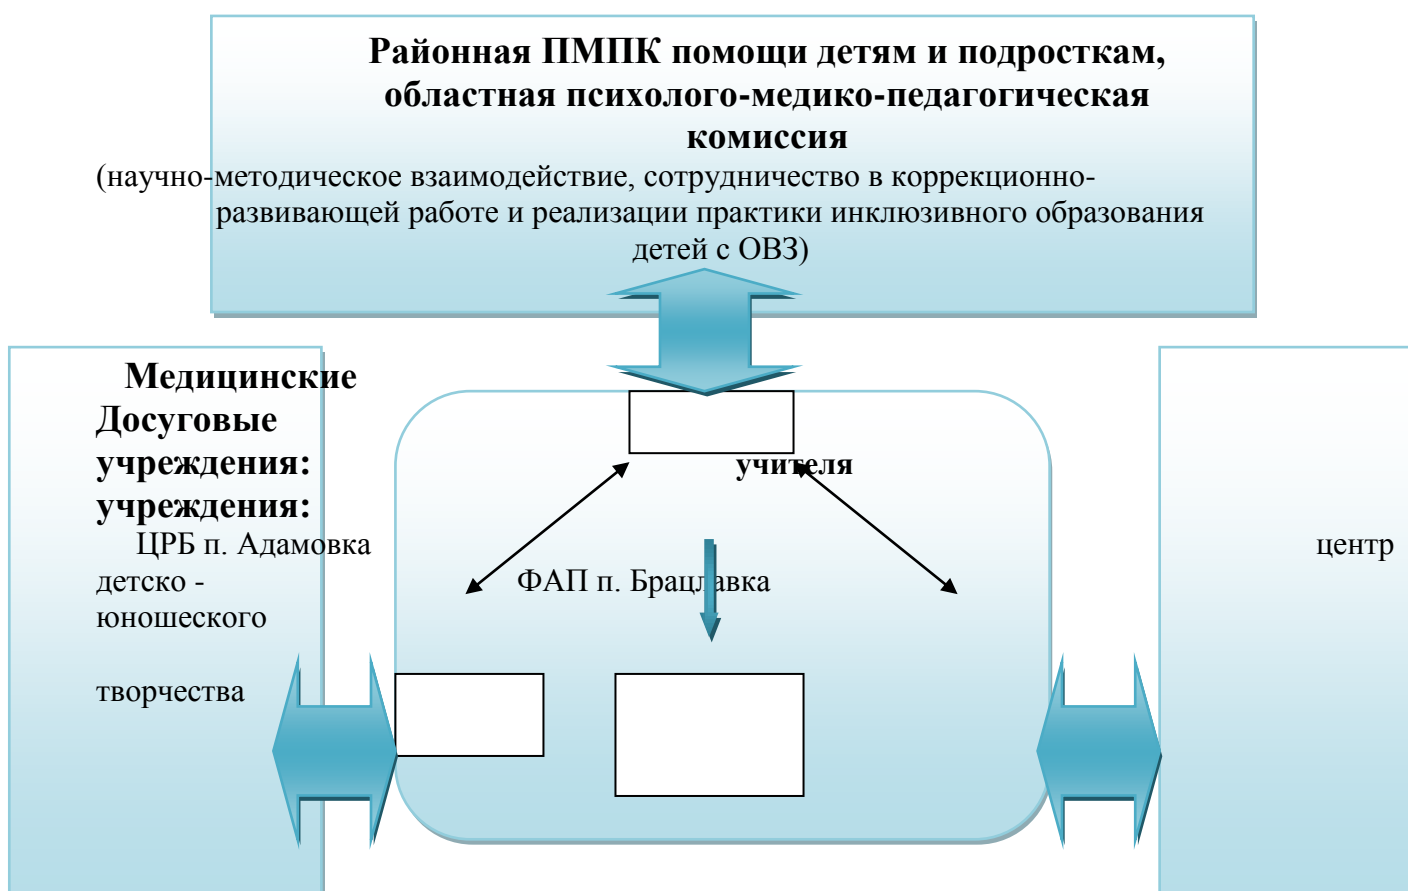 Районная ПМПК помощи детям и подросткам,
областная психолого-медико-педагогическая
комиссия
(научно-методическое взаимодействие, сотрудничество в коррекционно-
развивающей работе и реализации практики инклюзивного образования
детей с ОВЗ)
Медицинские
Досуговые
учреждения:
учителя
учреждения:
ЦРБ п. Адамовка центр
детско - ФАП п. Брацлавка
юношеского
творчества